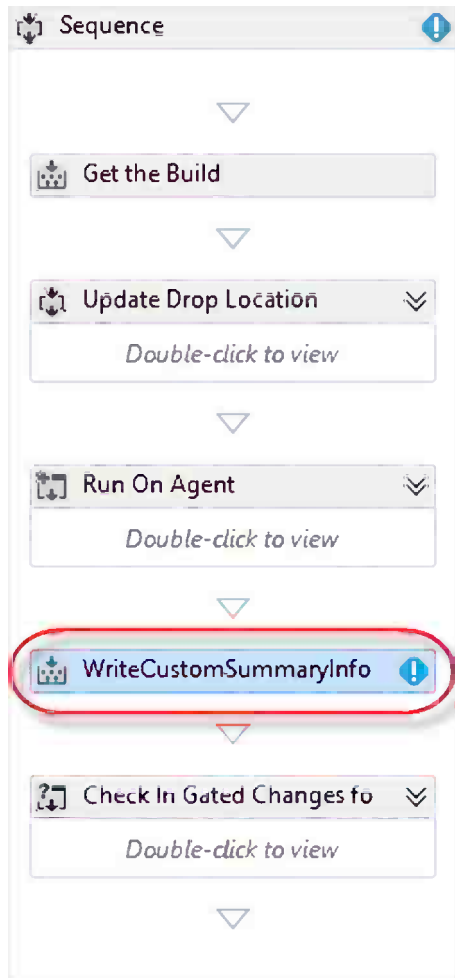 Sequence
Get the Build
Update Drop Location
Double-click to view
Run On Agent
Double-click to view
WriteCustomSummaryInfo
Check In Gated Changes fo
Double-click to view